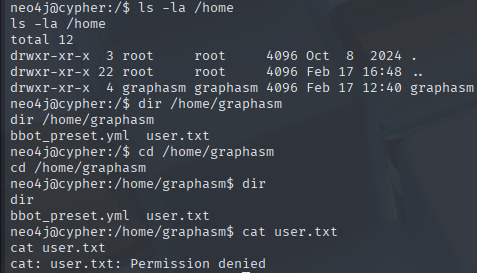 neo4j@cypher:/$ ls -la /home
ls -la /home
total 12
drwxr-xr-x  3 root     root     4096 Oct  8  2024 .
drwxr-xr-x 22 root     root     4096 Feb 17 16:48 ..
drwxr-xr-x  4 graphasm graphasm 4096 Feb 17 12:40 graphasm
neo4j@cypher:/$ dir /home/graphasm
dir /home/graphasm
bbot_preset.yml  user.txt
neo4j@cypher:/$ cd /home/graphasm
cd /home/graphasm
neo4j@cypher:/home/graphasm$ dir
dir
bbot_preset.yml  user.txt
neo4j@cypher:/home/graphasm$ cat user.txt
cat user.txt
cat: user.txt: Permission denied